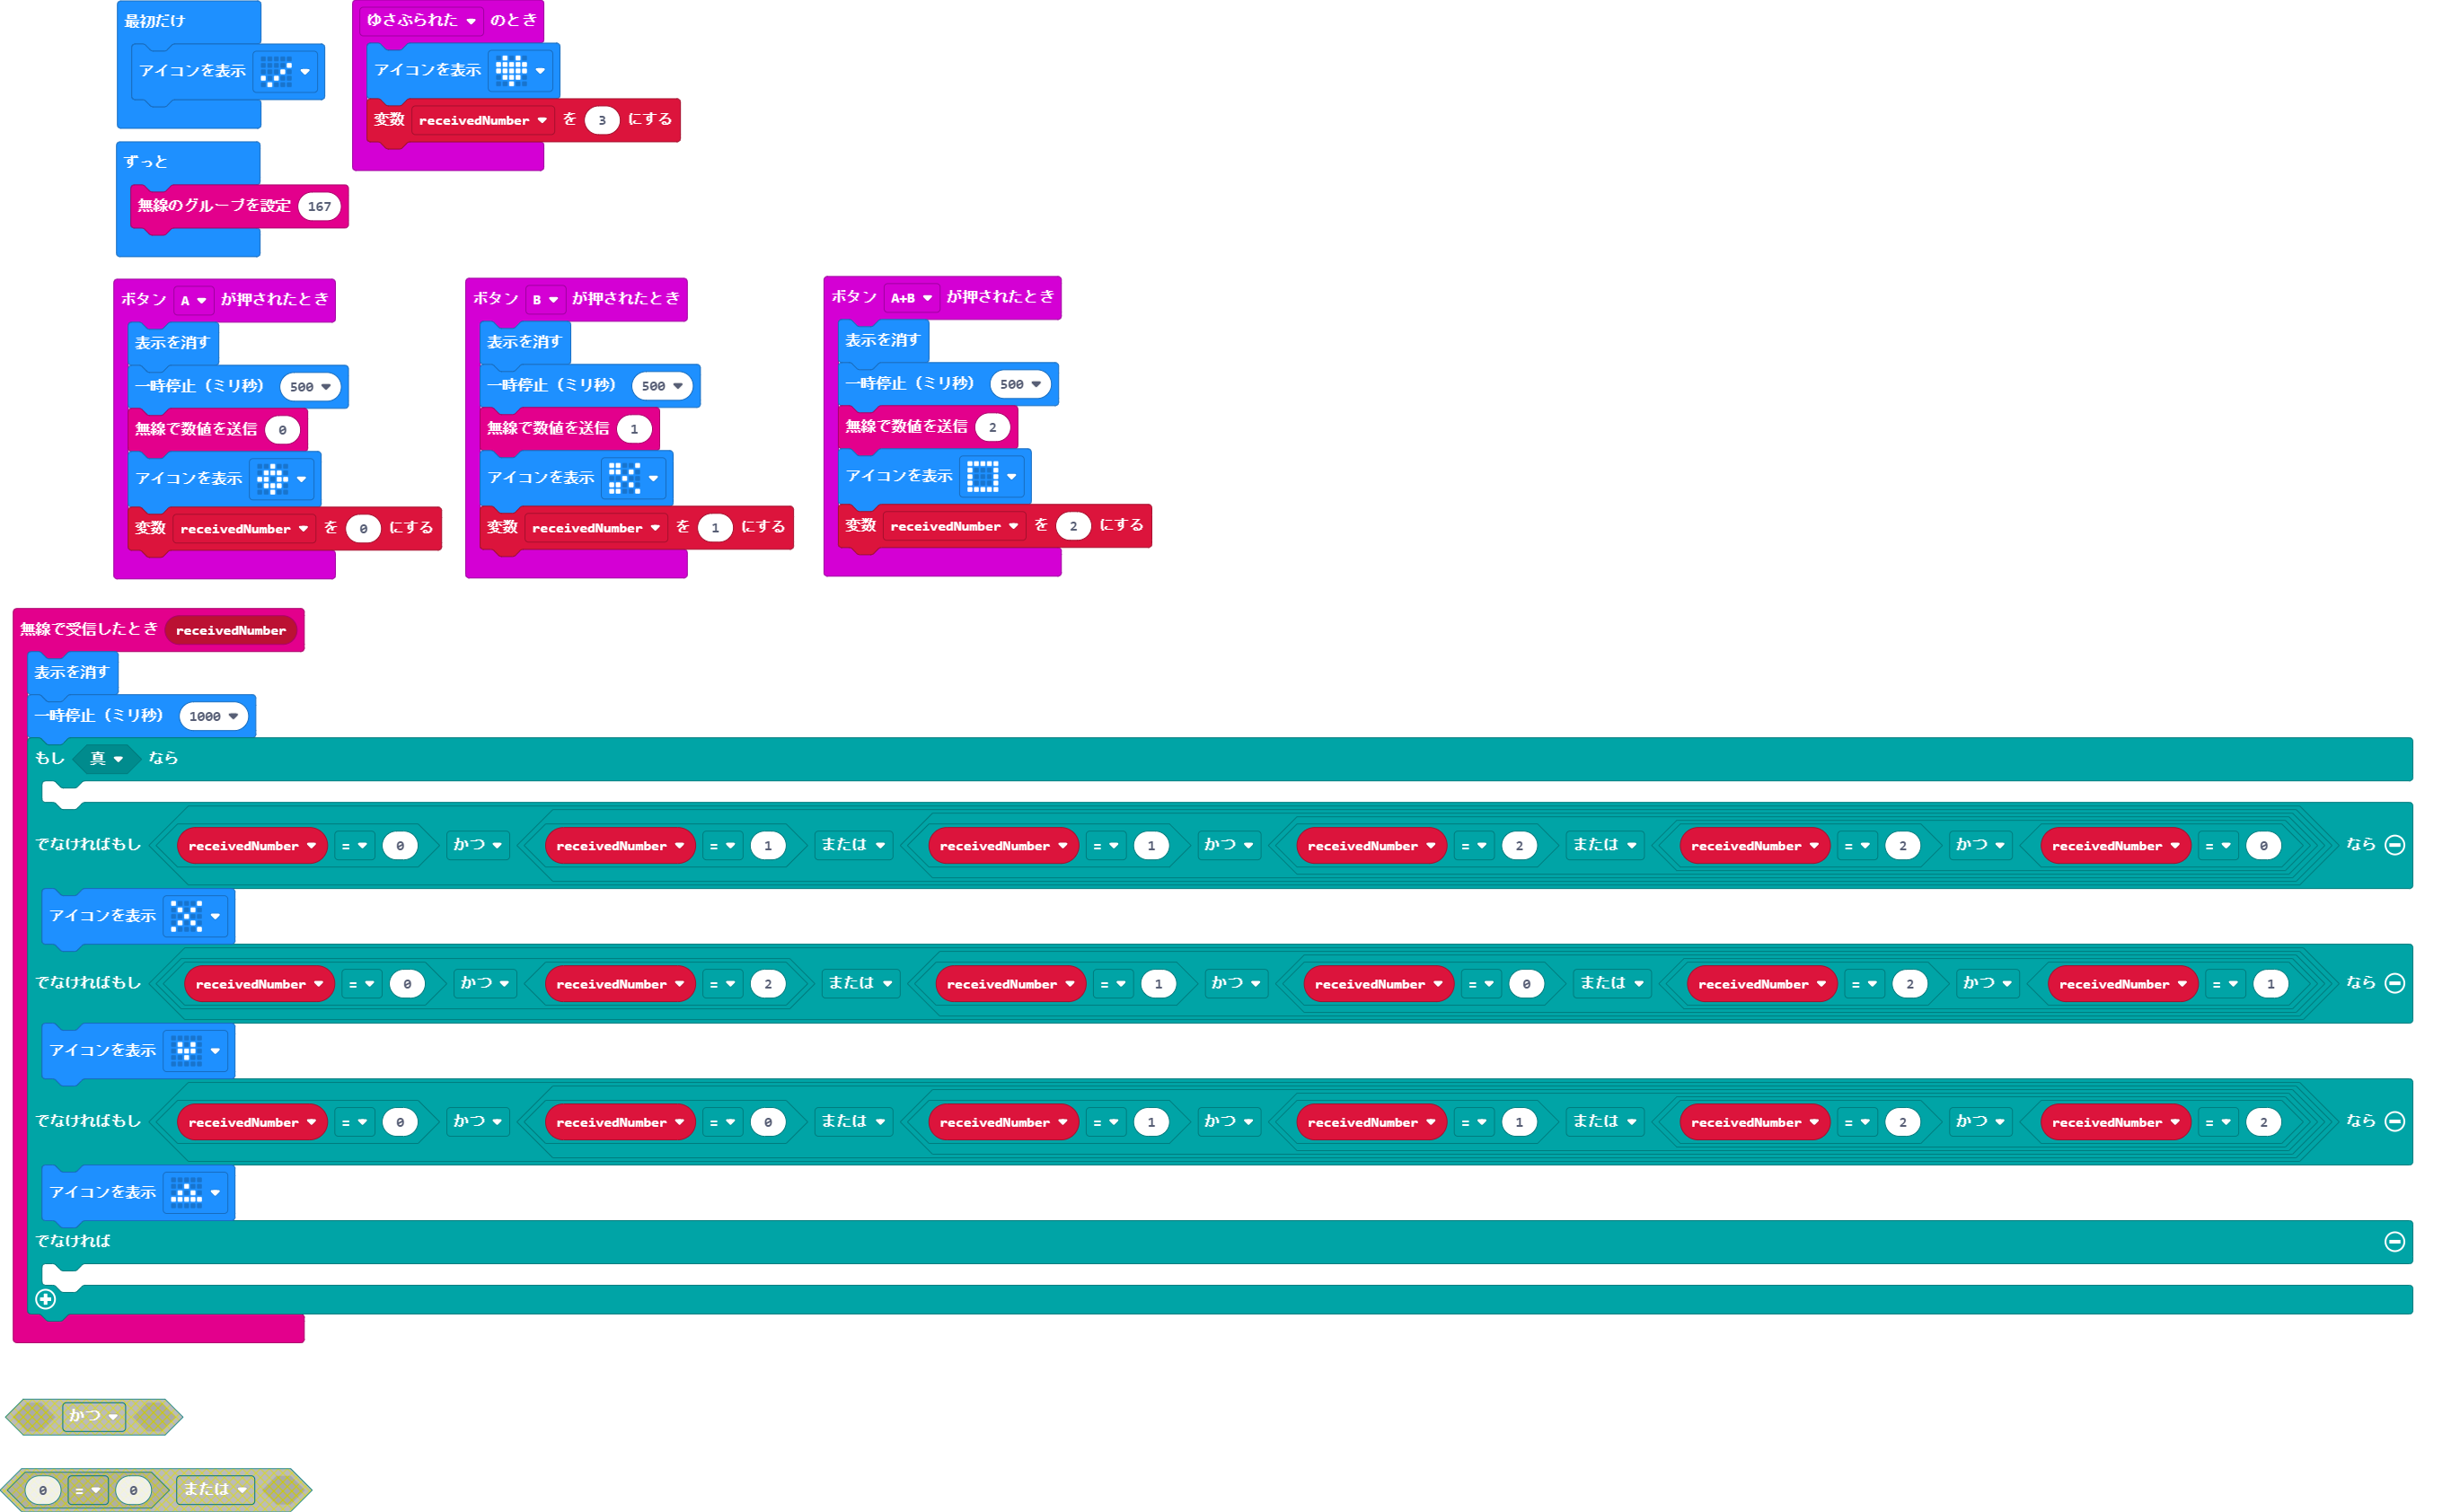 最初だけ
アイコンを表示
ゆさぶられた のとき
アイコンを表示
変数 receivedNumber を 3 にする
ずっと
無線のグループを設定 167
ボタン A が押されたとき
表示を消す
一時停止（ミリ秒） 500
無線で数値を送信 0
アイコンを表示
変数 receivedNumber を 0 にする
ボタン B が押されたとき
表示を消す
一時停止（ミリ秒） 500
無線で数値を送信 1
アイコンを表示
変数 receivedNumber を 1 にする
ボタン A+B が押されたとき
表示を消す
一時停止（ミリ秒） 500
無線で数値を送信 2
アイコンを表示
変数 receivedNumber を 2 にする
無線で受信したとき receivedNumber
表示を消す
一時停止（ミリ秒） 1000
もし 真 なら
でなければもし receivedNumber = 0 かつ receivedNumber = 1 または receivedNumber = 1 かつ receivedNumber = 2 または receivedNumber = 2 かつ receivedNumber = 0 なら
アイコンを表示
でなければもし receivedNumber = 0 かつ receivedNumber = 2 または receivedNumber = 1 かつ receivedNumber = 0 または receivedNumber = 2 かつ receivedNumber = 1 なら
アイコンを表示
でなければもし receivedNumber = 0 かつ receivedNumber = 0 または receivedNumber = 1 かつ receivedNumber = 1 または receivedNumber = 2 かつ receivedNumber = 2 なら
アイコンを表示
でなければ
かつ
0 = 0 または